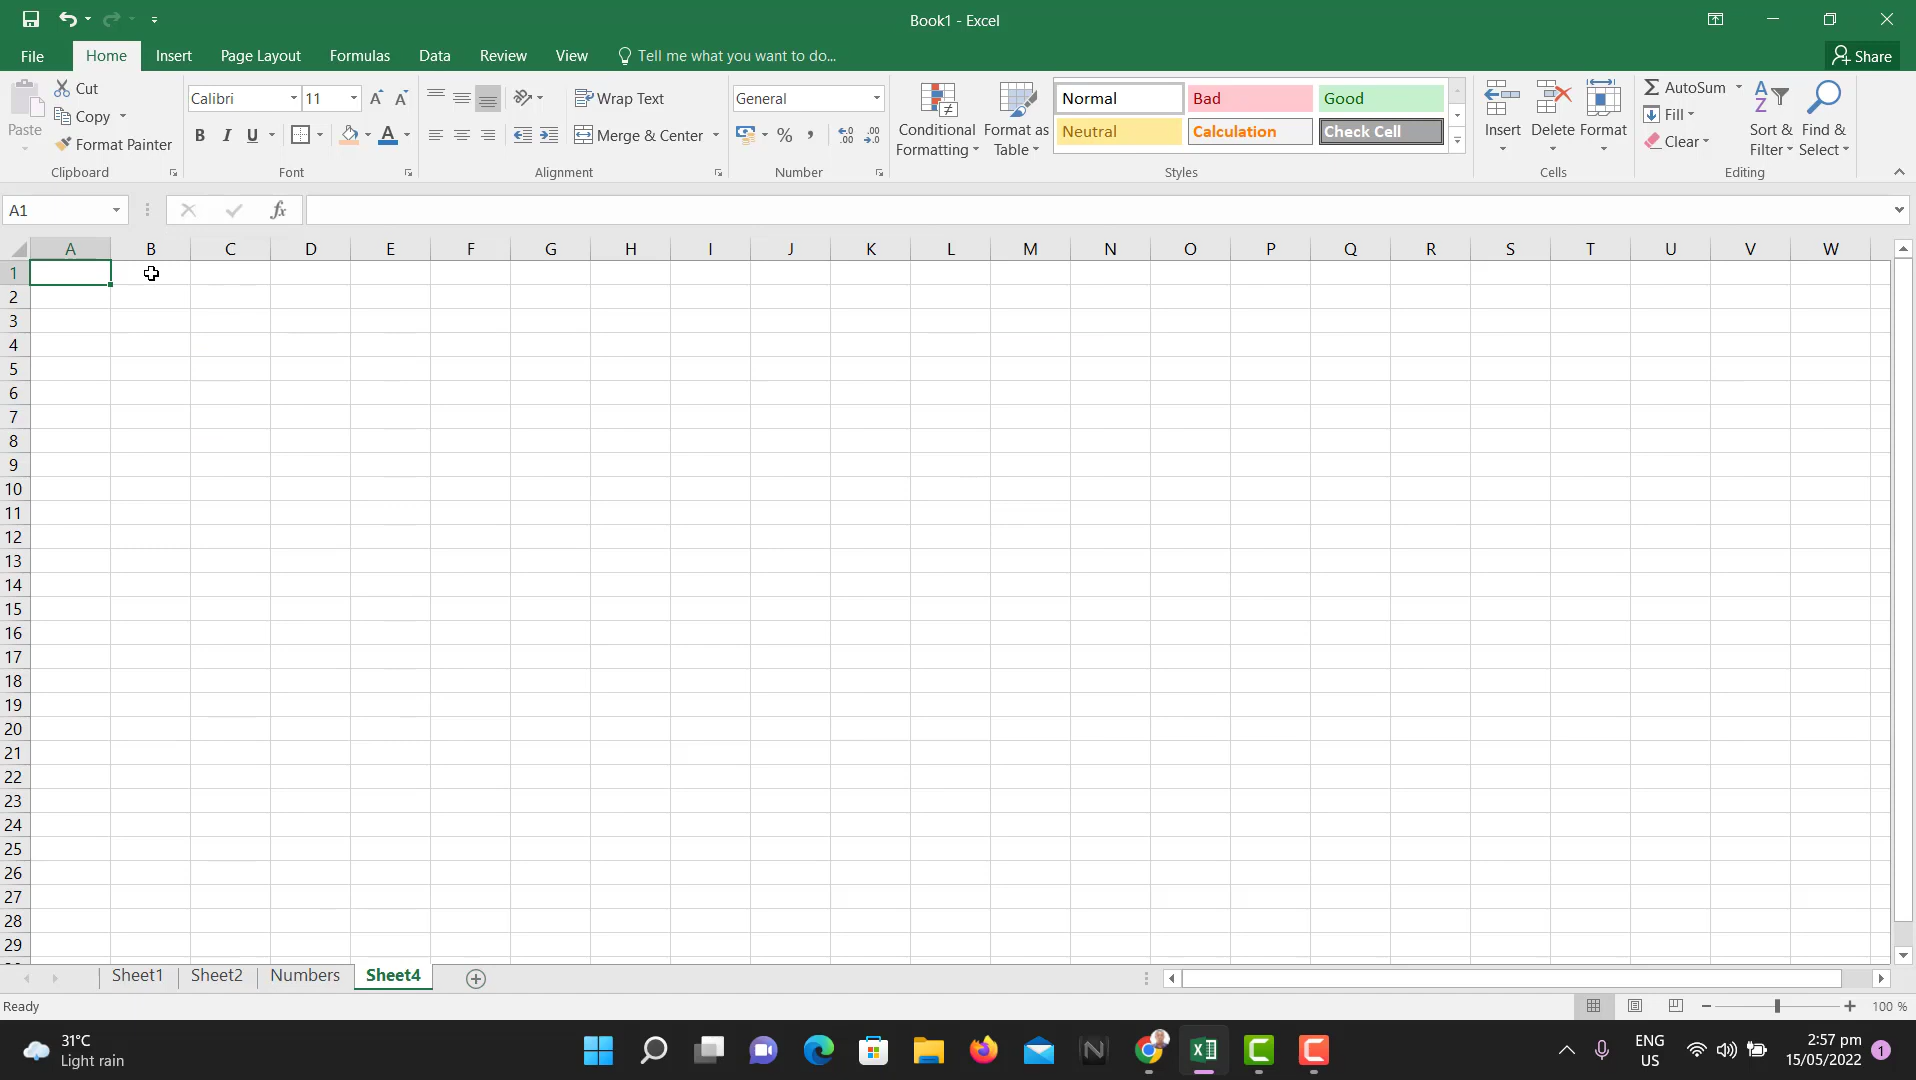 Book1 - Excel
File Home Insert Page Layout Formulas Data Review View Tell me what you want to do... Share
Paste
Cut
Copy
Format Painter
Clipboard
Calibri 11
B I U
Font
Wrap Text
Merge & Center
Alignment
General
%
Number
Conditional Formatting
Format as Table
Normal Bad Good
Neutral Calculation Check Cell
Styles
Insert Delete Format
Cells
AutoSum
Fill
Clear
Sort & Filter
Find & Select
Editing
A1 fx
A B C D E F G H I J K L M N O P Q R S T U V W
1
2
3
4
5
6
7
8
9
10
11
12
13
14
15
16
17
18
19
20
21
22
23
24
25
26
27
28
29
Sheet1 Sheet2 Numbers Sheet4
Ready 100 %
31°C
Light rain
ENG
US
2:57 pm
15/05/2022
1